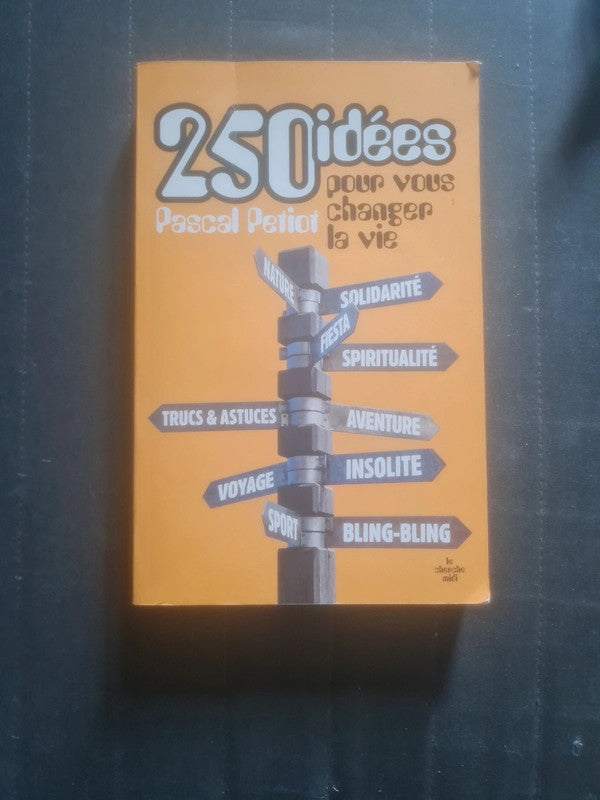 250 idées
pour vous
changer
la vie
Pascal Petiot
NATURE
SOLIDARITÉ
FIESTA
SPIRITUALITÉ
TRUCS & ASTUCES
AVENTURE
INSOLITE
VOYAGE
SPORT
BLING-BLING
le
cherche
midi